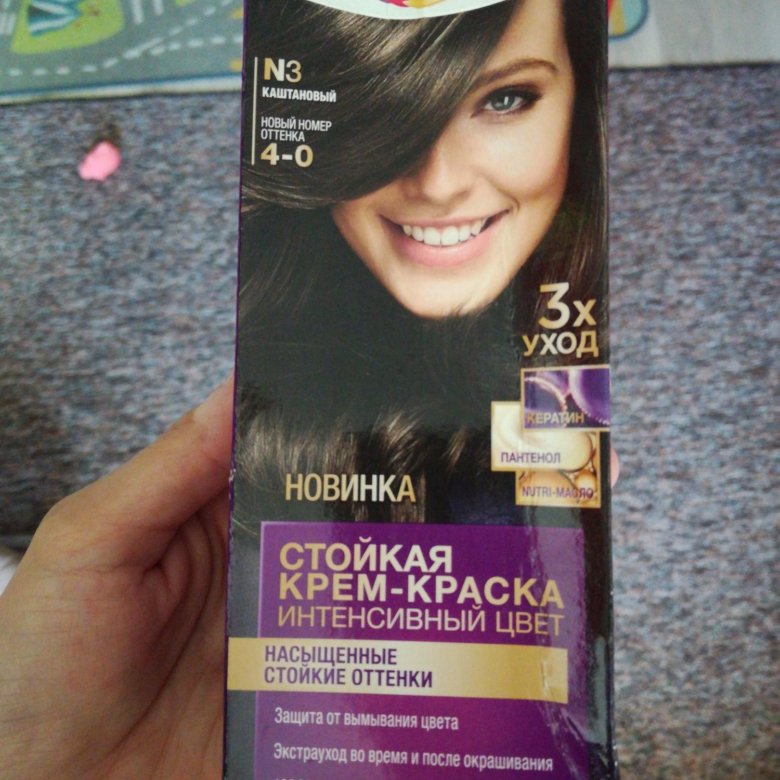 N3
КАШТАНОВЫЙ
НОВЫЙ НОМЕР
ОТТЕНКА
4-0
3х
УХОД
КЕРАТИН
ПАНТЕНОЛ
NUTRI-МАСЛО
НОВИНКА
СТОЙКАЯ
КРЕМ-КРАСКА
ИНТЕНСИВНЫЙ ЦВЕТ
НАСЫЩЕННЫЕ
СТОЙКИЕ ОТТЕНКИ
Защита от вымывания цвета
Экстрауход во время и после окрашивания